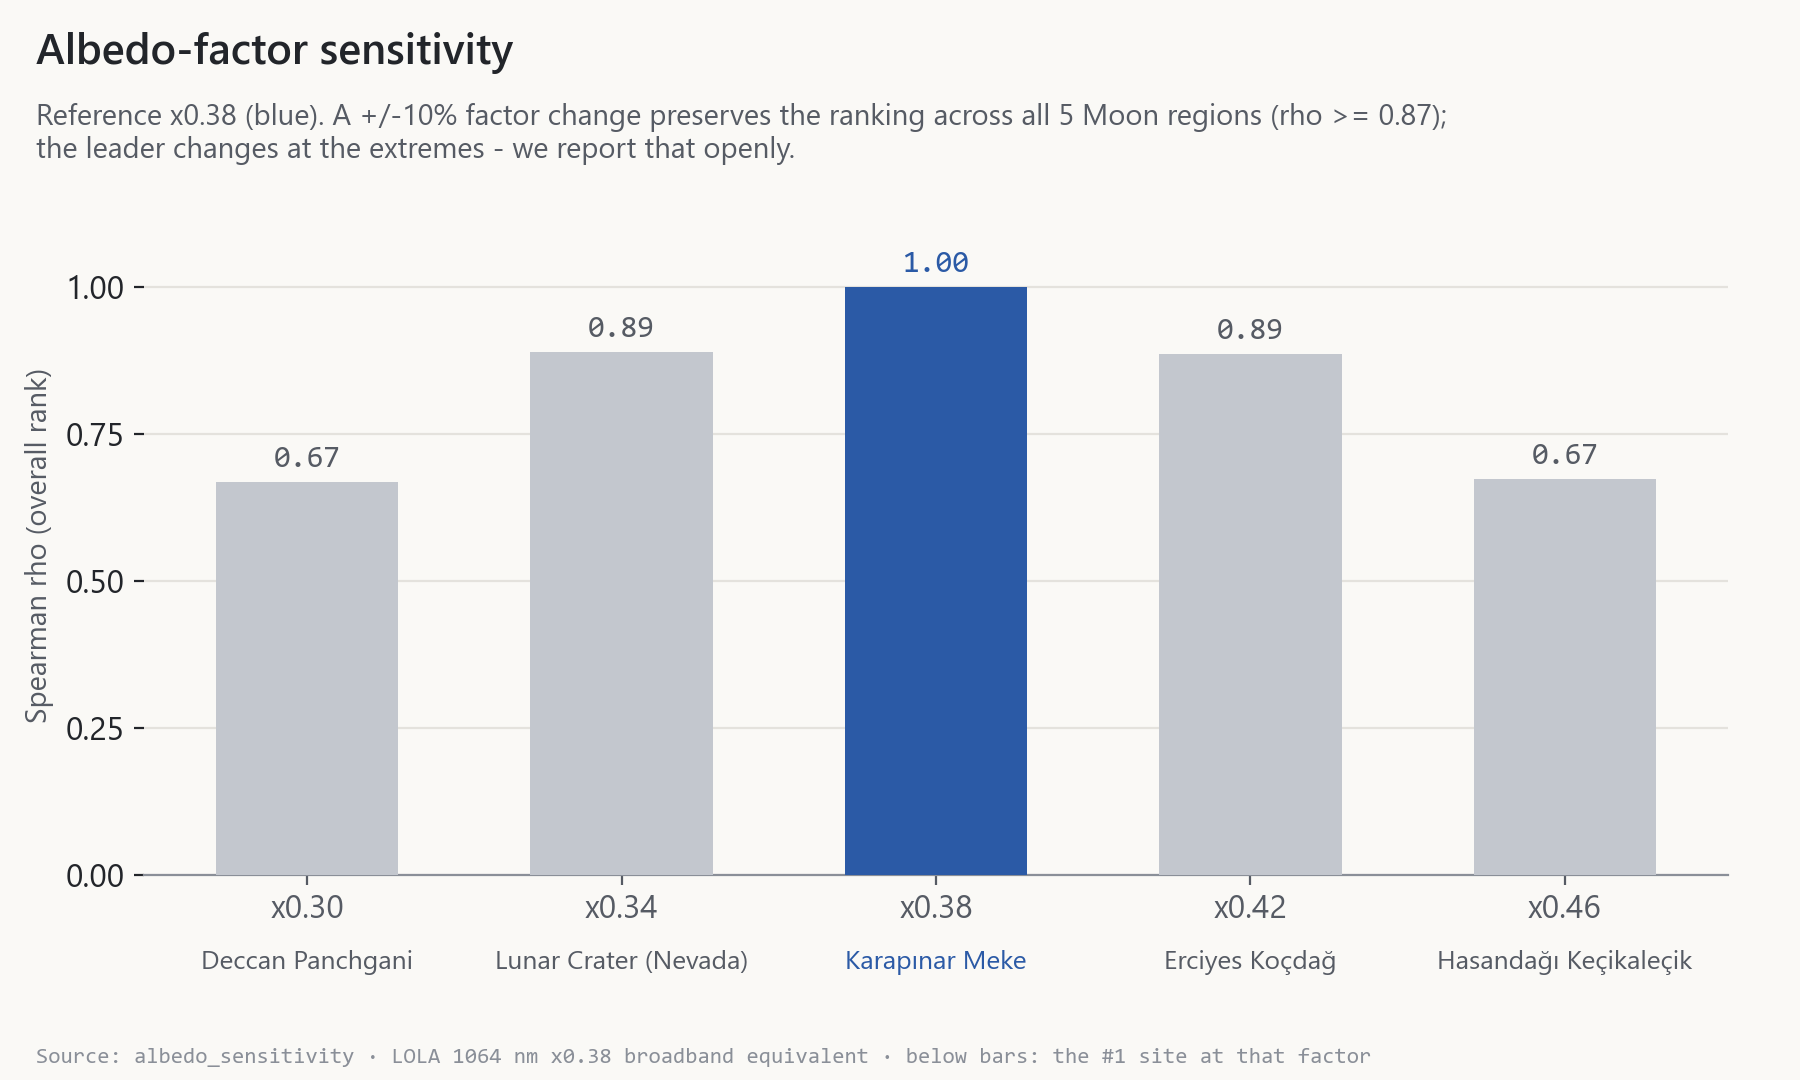 Albedo-factor sensitivity
Reference x0.38 (blue). A +/-10% factor change preserves the ranking across all 5 Moon regions (rho >= 0.87);
the leader changes at the extremes - we report that openly.
Spearman rho (overall rank)
1.00
0.75
0.50
0.25
0.00
0.67
0.89
1.00
0.89
0.67
x0.30
x0.34
x0.38
x0.42
x0.46
Deccan Panchgani
Lunar Crater (Nevada)
Karapınar Meke
Erciyes Koçdağ
Hasandağı Keçikaleçik
Source: albedo_sensitivity · LOLA 1064 nm x0.38 broadband equivalent · below bars: the #1 site at that factor